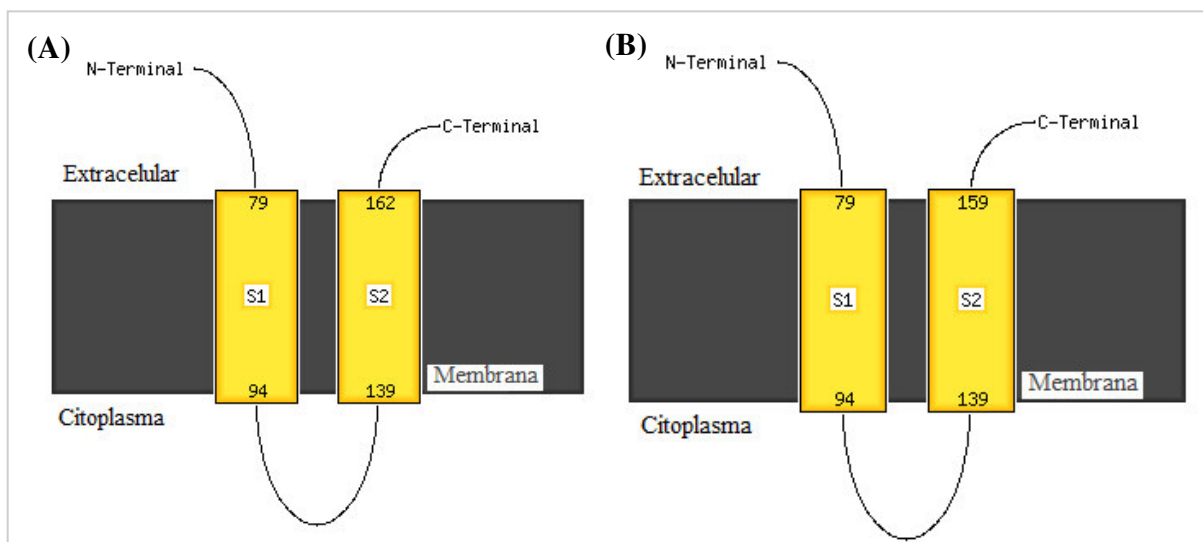 (A)
N-Terminal
C-Terminal
Extracelular
79
162
S1
S2
94
139
Membrana
Citoplasma
(B)
N-Terminal
C-Terminal
Extracelular
79
159
S1
S2
94
139
Membrana
Citoplasma